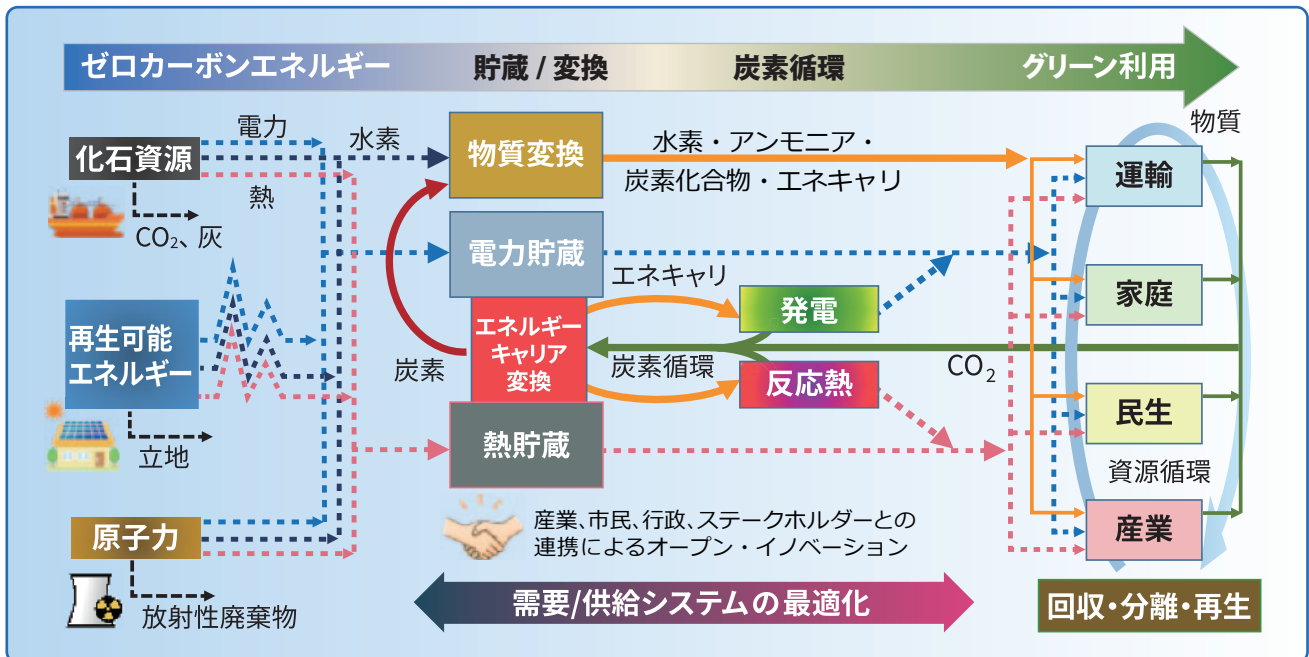 ゼロカーボンエネルギー
貯蔵 / 変換
炭素循環
グリーン利用
化石資源
電力
水素
熱
CO₂、灰
再生可能
エネルギー
立地
原子力
放射性廃棄物
物質変換
水素・アンモニア・
炭素化合物・エネキャリ
電力貯蔵
エネキャリ
エネルギー
キャリア
変換
炭素
炭素循環
発電
反応熱
CO₂
熱貯蔵
物質
運輸
家庭
民生
資源循環
産業
産業、市民、行政、ステークホルダーとの
連携によるオープン・イノベーション
需要/供給システムの最適化
回収・分離・再生